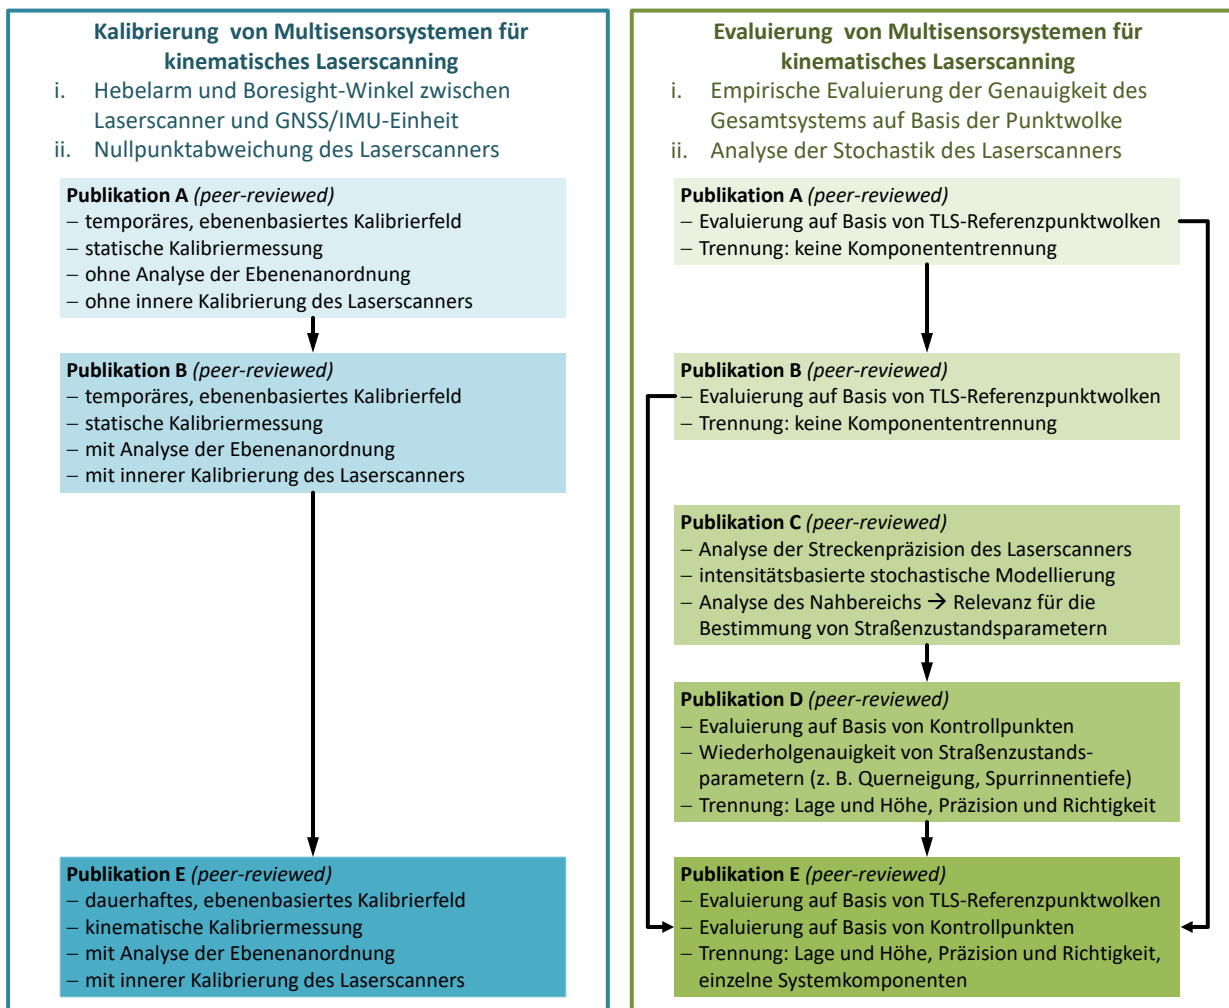 Kalibrierung von Multisensorsystemen für
kinematisches Laserscanning
i. Hebelarm und Boresight-Winkel zwischen
Laserscanner und GNSS/IMU-Einheit
ii. Nullpunktabweichung des Laserscanners
Publikation A (peer-reviewed)
– temporäres, ebenenbasiertes Kalibrierfeld
– statische Kalibriermessung
– ohne Analyse der Ebenenanordnung
– ohne innere Kalibrierung des Laserscanners
Publikation B (peer-reviewed)
– temporäres, ebenenbasiertes Kalibrierfeld
– statische Kalibriermessung
– mit Analyse der Ebenenanordnung
– mit innerer Kalibrierung des Laserscanners
Publikation E (peer-reviewed)
– dauerhaftes, ebenenbasiertes Kalibrierfeld
– kinematische Kalibriermessung
– mit Analyse der Ebenenanordnung
– mit innerer Kalibrierung des Laserscanners
Evaluierung von Multisensorsystemen für
kinematisches Laserscanning
i. Empirische Evaluierung der Genauigkeit des
Gesamtsystems auf Basis der Punktwolke
ii. Analyse der Stochastik des Laserscanners
Publikation A (peer-reviewed)
– Evaluierung auf Basis von TLS-Referenzpunktwolken
– Trennung: keine Komponententrennung
Publikation B (peer-reviewed)
– Evaluierung auf Basis von TLS-Referenzpunktwolken
– Trennung: keine Komponententrennung
Publikation C (peer-reviewed)
– Analyse der Streckenpräzision des Laserscanners
– intensitätsbasierte stochastische Modellierung
– Analyse des Nahbereichs → Relevanz für die
Bestimmung von Straßenzustandsparametern
Publikation D (peer-reviewed)
– Evaluierung auf Basis von Kontrollpunkten
– Wiederholgenauigkeit von Straßenzustands-
parametern (z. B. Querneigung, Spurrinnentiefe)
– Trennung: Lage und Höhe, Präzision und Richtigkeit
Publikation E (peer-reviewed)
– Evaluierung auf Basis von TLS-Referenzpunktwolken
– Evaluierung auf Basis von Kontrollpunkten
– Trennung: Lage und Höhe, Präzision und Richtigkeit,
einzelne Systemkomponenten